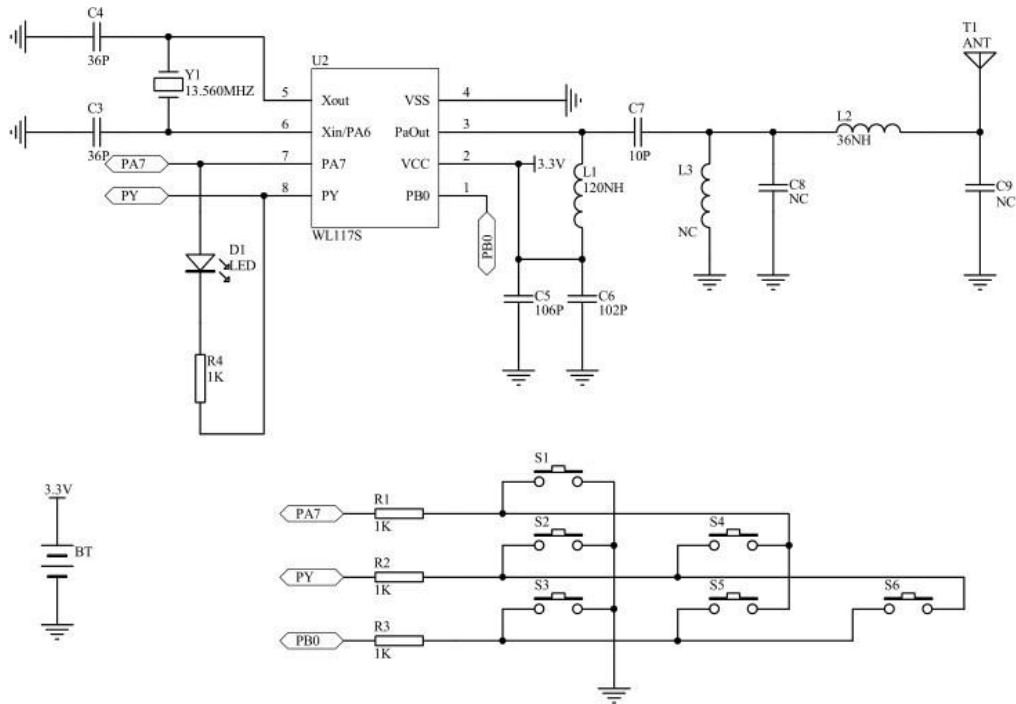 C4
36P
Y1
13.560MHZ
C3
36P
U2
5 Xout VSS 4
6 Xin/PA6 PaOut 3
7 PA7 VCC 2
8 PY PB0 1
WL117S
PA7
PY
PB0
3.3V
D1
LED
R4
1K
L1
120NH
C5
106P
C6
102P
C7
10P
L3
NC
C8
NC
L2
36NH
T1
ANT
C9
NC
3.3V
BT
PA7
R1
1K
S1
PY
R2
1K
S2
S4
PB0
R3
1K
S3
S5
S6